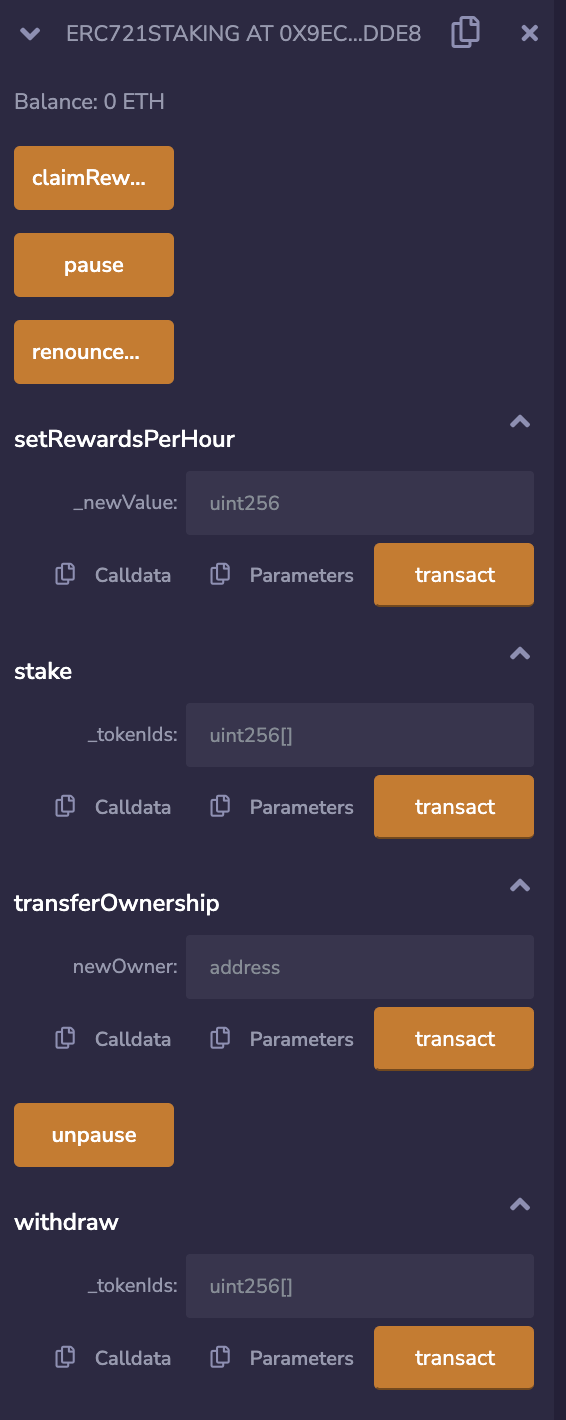 ERC721STAKING AT 0X9EC...DDE8
Balance: 0 ETH
claimRew...
pause
renounce...
setRewardsPerHour
_newValue: uint256
Calldata Parameters transact
stake
_tokenIds: uint256[]
Calldata Parameters transact
transferOwnership
newOwner: address
Calldata Parameters transact
unpause
withdraw
_tokenIds: uint256[]
Calldata Parameters transact